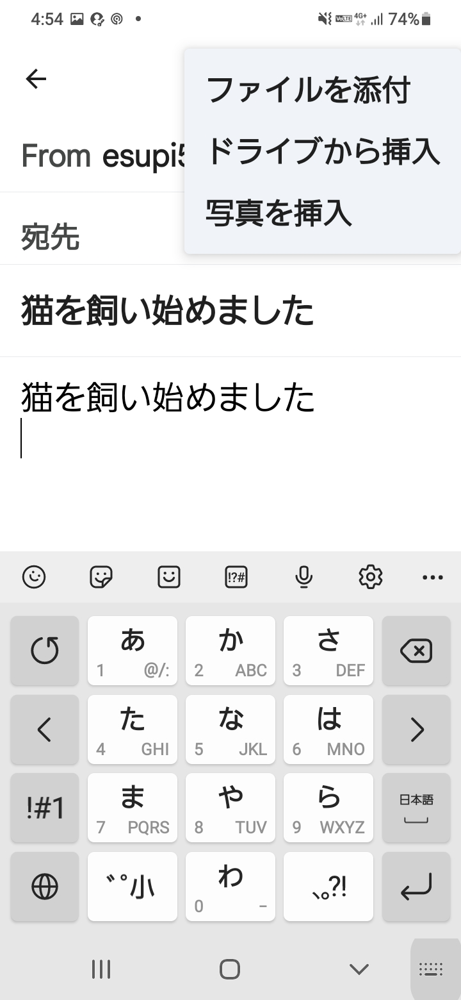 4:54 VoLTE 4G+ 74%
ファイルを添付
ドライブから挿入
写真を挿入
From esupi5
宛先
猫を飼い始めました
猫を飼い始めました
!?#
あ 1 @/:
か 2 ABC
さ 3 DEF
た 4 GHI
な 5 JKL
は 6 MNO
!#1
ま 7 PQRS
や 8 TUV
ら 9 WXYZ
日本語
゛゜小
わ 0 −
、。?!